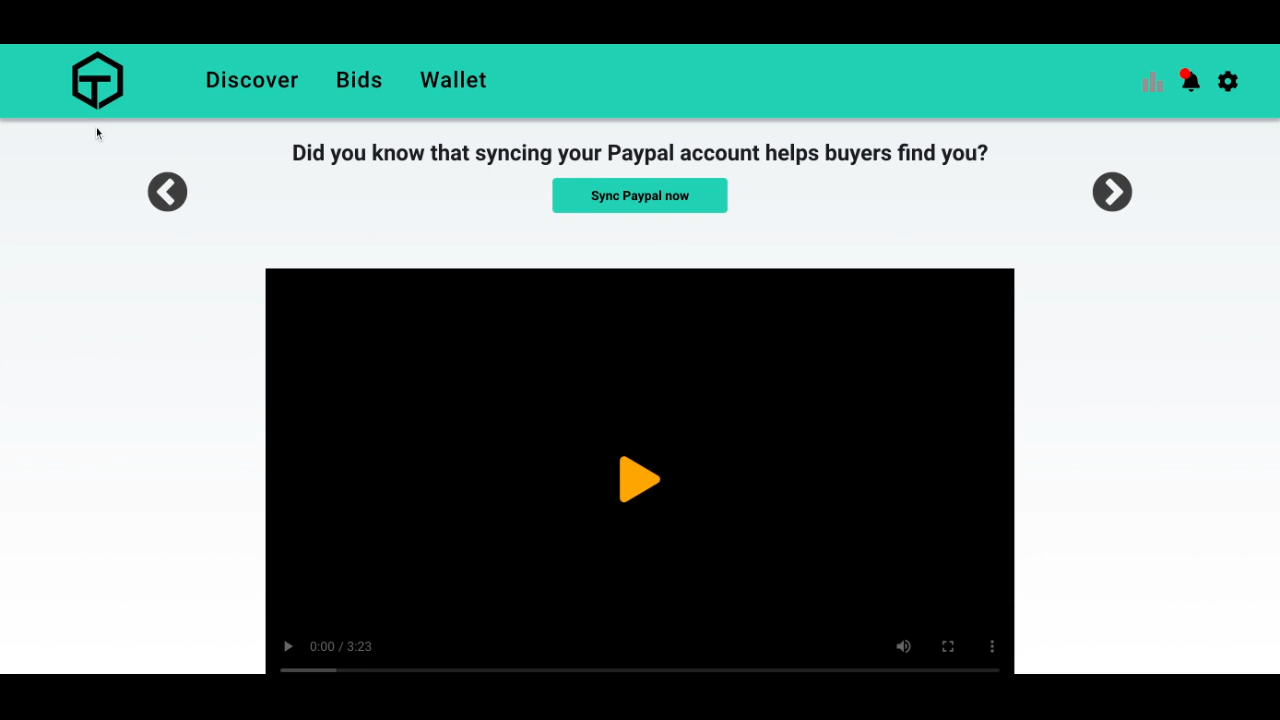 Discover Bids Wallet
Did you know that syncing your Paypal account helps buyers find you?
Sync Paypal now
0:00 / 3:23